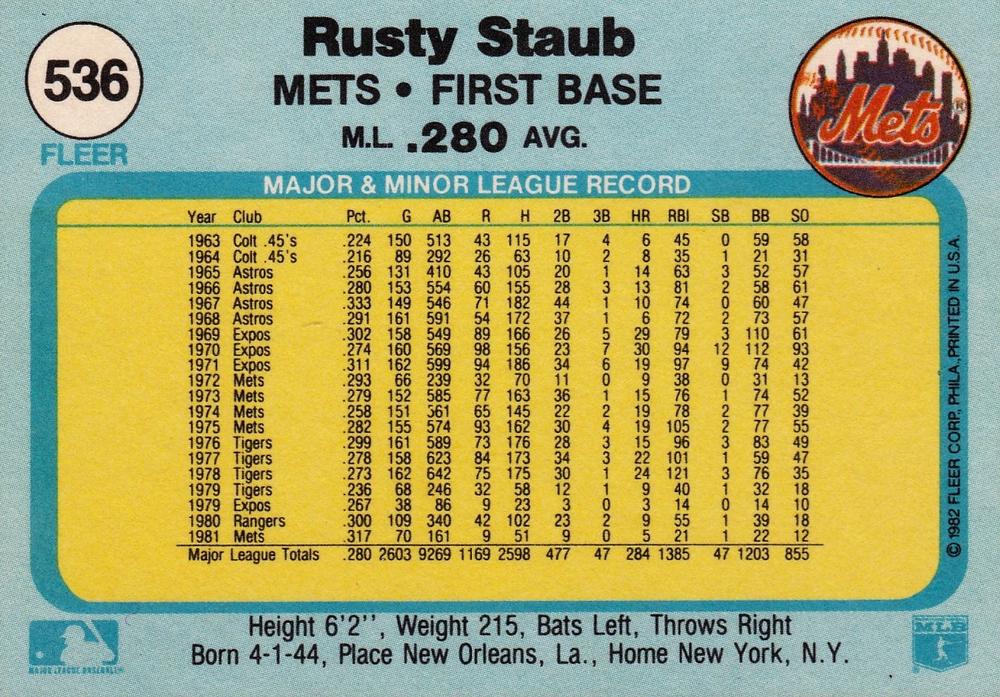 536
FLEER
Rusty Staub
METS • FIRST BASE
M.L. .280 AVG.
Mets ®
MAJOR & MINOR LEAGUE RECORD
Year Club Pct. G AB R H 2B 3B HR RBI SB BB SO
1963 Colt .45's .224 150 513 43 115 17 4 6 45 0 59 58
1964 Colt .45's .216 89 292 26 63 10 2 8 35 1 21 31
1965 Astros .256 131 410 43 105 20 1 14 63 3 52 57
1966 Astros .280 153 554 60 155 28 3 13 81 2 58 61
1967 Astros .333 149 546 71 182 44 1 10 74 0 60 47
1968 Astros .291 161 591 54 172 37 1 6 72 2 73 57
1969 Expos .302 158 549 89 166 26 5 29 79 3 110 61
1970 Expos .274 160 569 98 156 23 7 30 94 12 112 93
1971 Expos .311 162 599 94 186 34 6 19 97 9 74 42
1972 Mets .293 66 239 32 70 11 0 9 38 0 31 13
1973 Mets .279 152 585 77 163 36 1 15 76 1 74 52
1974 Mets .258 151 561 65 145 22 2 19 78 2 77 39
1975 Mets .282 155 574 93 162 30 4 19 105 2 77 55
1976 Tigers .299 161 589 73 176 28 3 15 96 3 83 49
1977 Tigers .278 158 623 84 173 34 3 22 101 1 59 47
1978 Tigers .273 162 642 75 175 30 1 24 121 3 76 35
1979 Tigers .236 68 246 32 58 12 1 9 40 1 32 18
1979 Expos .267 38 86 9 23 3 0 3 14 0 14 10
1980 Rangers .300 109 340 42 102 23 2 9 55 1 39 18
1981 Mets .317 70 161 9 51 9 0 5 21 1 22 12
Major League Totals .280 2603 9269 1169 2598 477 47 284 1385 47 1203 855
© 1982 FLEER CORP., PHILA., PRINTED IN U.S.A.
Height 6'2'', Weight 215, Bats Left, Throws Right
Born 4-1-44, Place New Orleans, La., Home New York, N.Y.
MAJOR LEAGUE BASEBALL
MLB